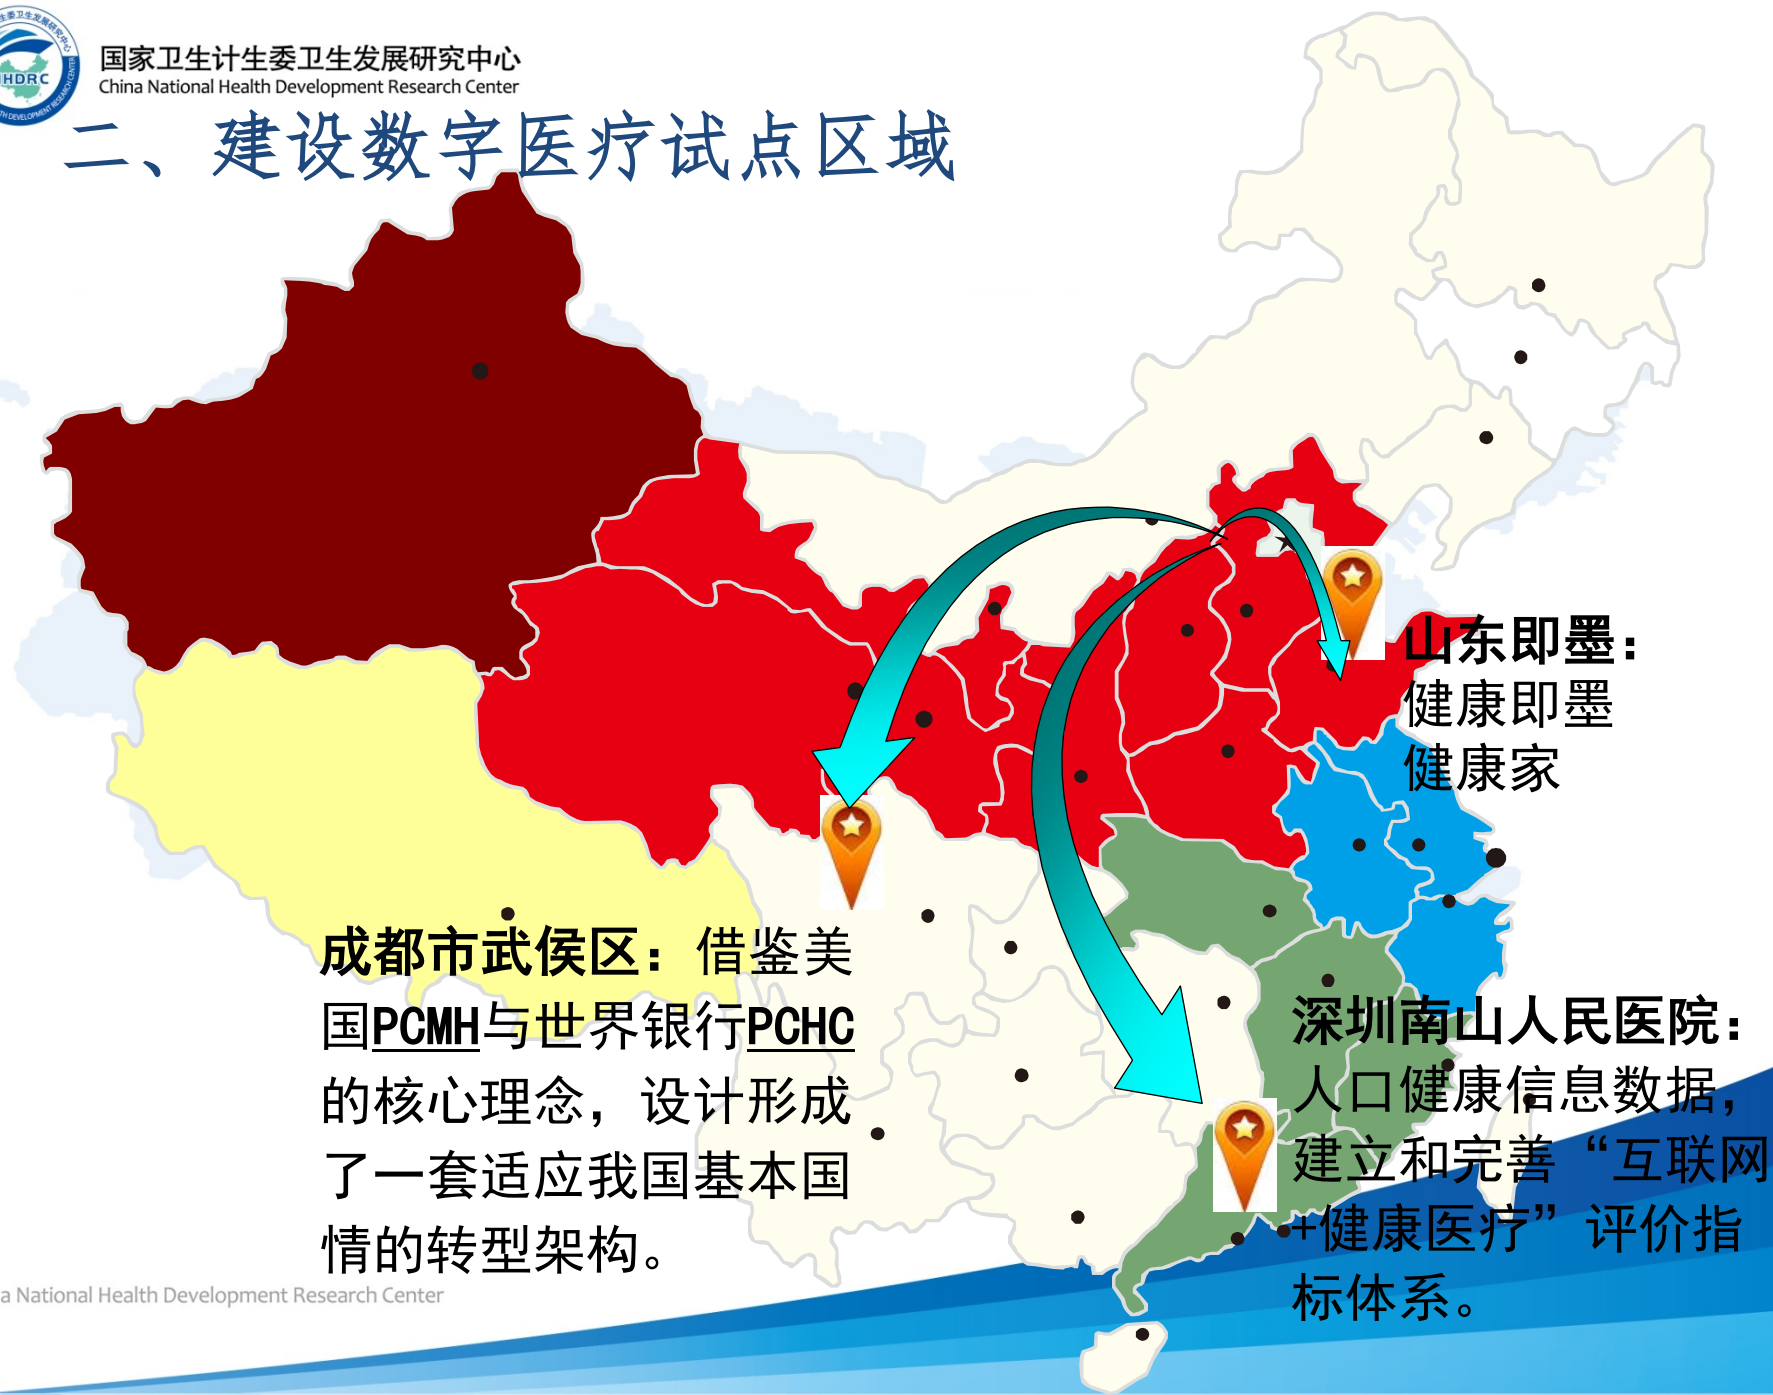 国家卫生计生委卫生发展研究中心
China National Health Development Research Center
HDRC
二、建设数字医疗试点区域
山东即墨：
健康即墨
健康家
成都市武侯区：借鉴美
国PCMH与世界银行PCHC
的核心理念，设计形成
了一套适应我国基本国
情的转型架构。
深圳南山人民医院：
人口健康信息数据，
建立和完善“互联网
+健康医疗”评价指
标体系。
a National Health Development Research Center